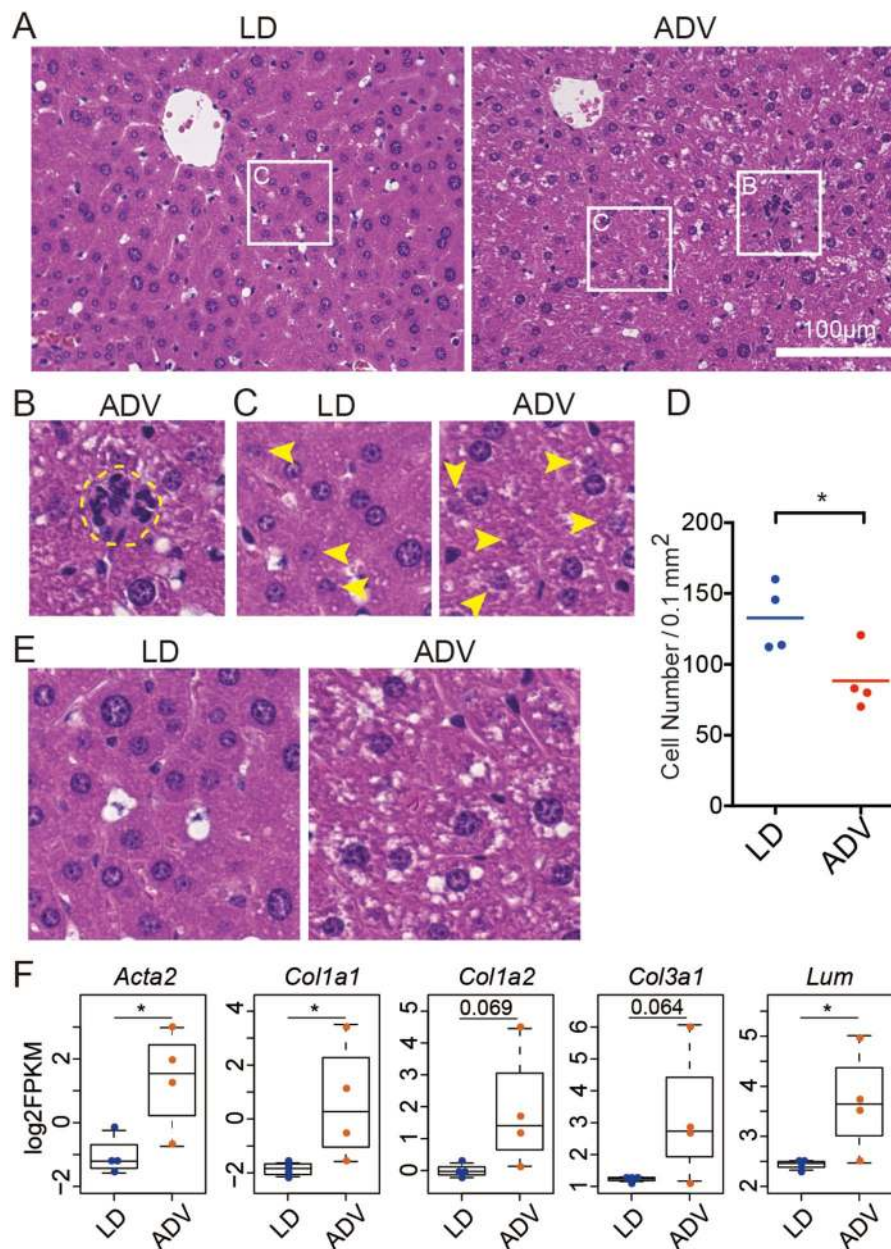 A
LD
ADV
C
C
B
100μm
B
ADV
C
LD
ADV
D
*
Cell Number / 0.1 mm²
200
150
100
50
0
LD
ADV
E
LD
ADV
F
Acta2
Col1a1
Col1a2
Col3a1
Lum
log2FPKM
*
2
0
−2
LD
ADV
*
4
2
0
−2
LD
ADV
0.069
5
4
3
2
1
0
LD
ADV
0.064
6
5
4
3
2
1
LD
ADV
*
5
4
3
2
LD
ADV